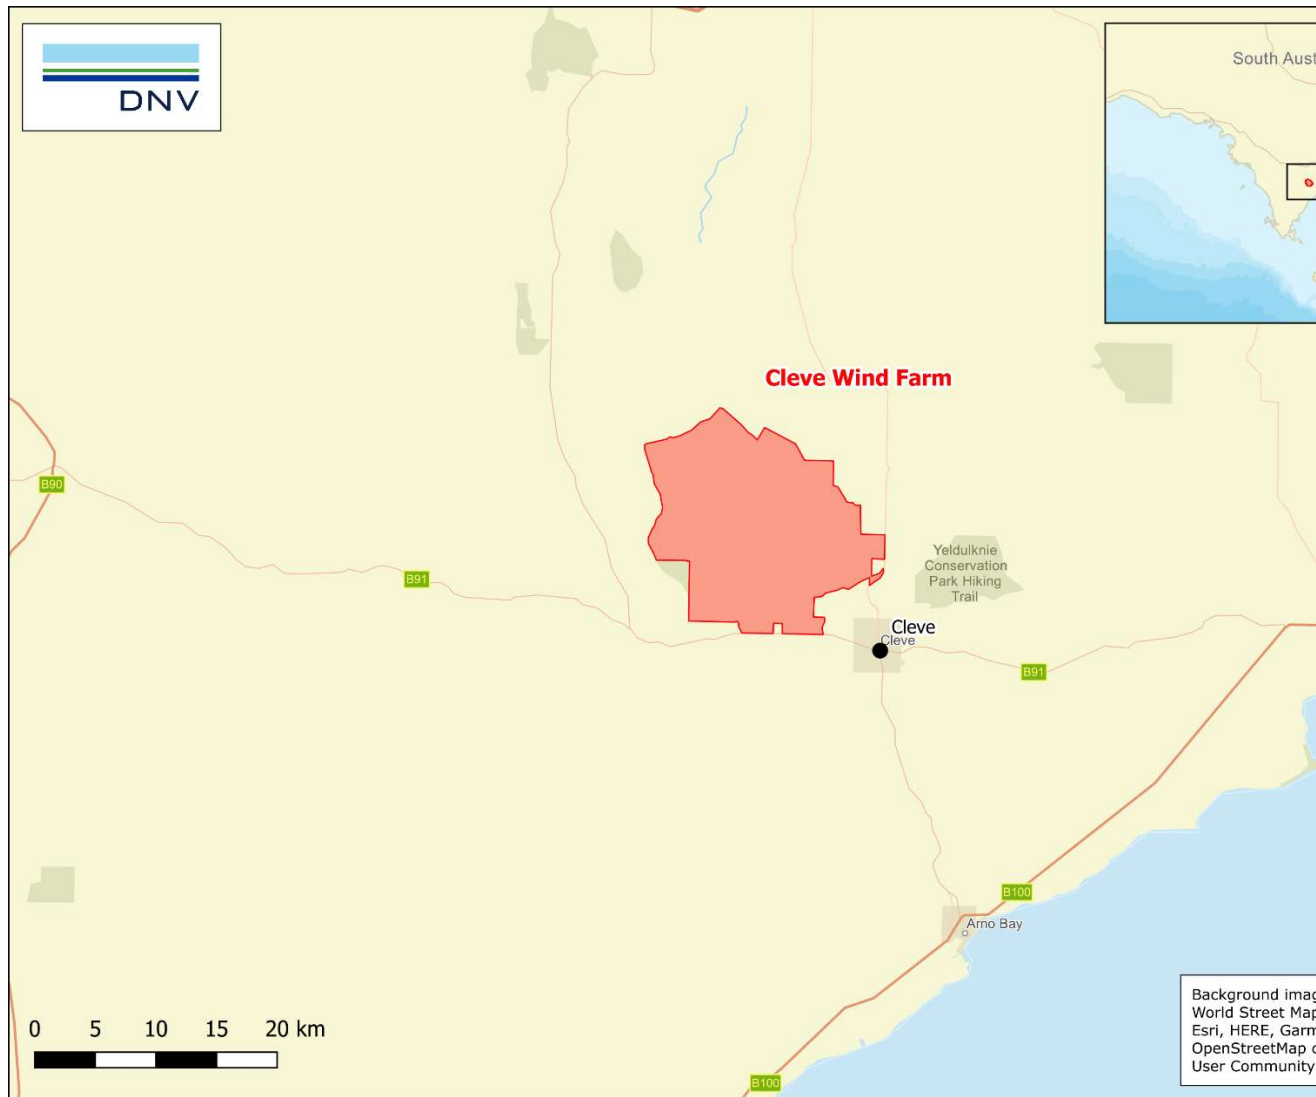 DNV
South Aust
Cleve Wind Farm
B90
B91
Yeldulknie
Conservation
Park Hiking
Trail
Cleve
Cleve
B91
B100
Arno Bay
0 5 10 15 20 km
B100
Background imag
World Street Map
Esri, HERE, Garm
OpenStreetMap c
User Community